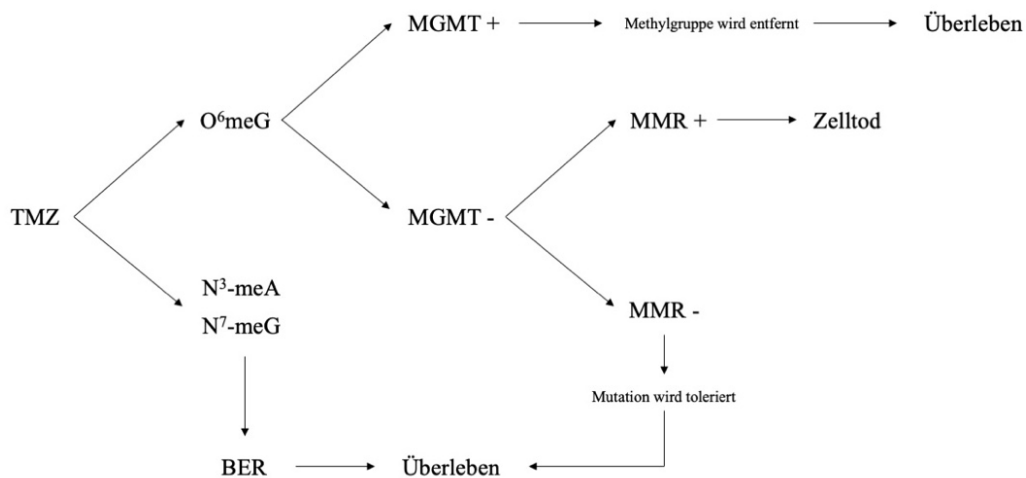 MGMT + Methylgruppe wird entfernt Überleben
O⁶meG MMR + Zelltod
TMZ MGMT -
N³-meA
N⁷-meG
MMR -
Mutation wird toleriert
BER Überleben